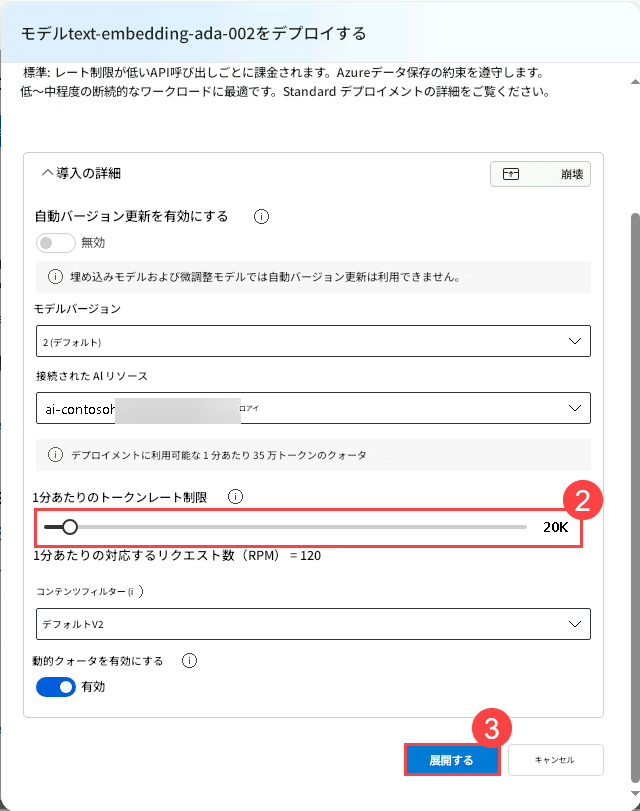 モデルtext-embedding-ada-002をデプロイする
標準: レート制限が低いAPI呼び出しごとに課金されます。Azureデータ保存の約束を遵守します。
低～中程度の断続的なワークロードに最適です。Standard デプロイメントの詳細をご覧ください。
導入の詳細
崩壊
自動バージョン更新を有効にする
無効
埋め込みモデルおよび微調整モデルでは自動バージョン更新は利用できません。
モデルバージョン
2 (デフォルト)
接続された AI リソース
ai-contosoh ロアイ
デプロイメントに利用可能な 1 分あたり 35 万トークンのクォータ
1分あたりのトークンレート制限
2
20K
1分あたりの対応するリクエスト数（RPM） = 120
コンテンツフィルター (i )
デフォルトV2
動的クォータを有効にする
有効
3
展開する
キャンセル